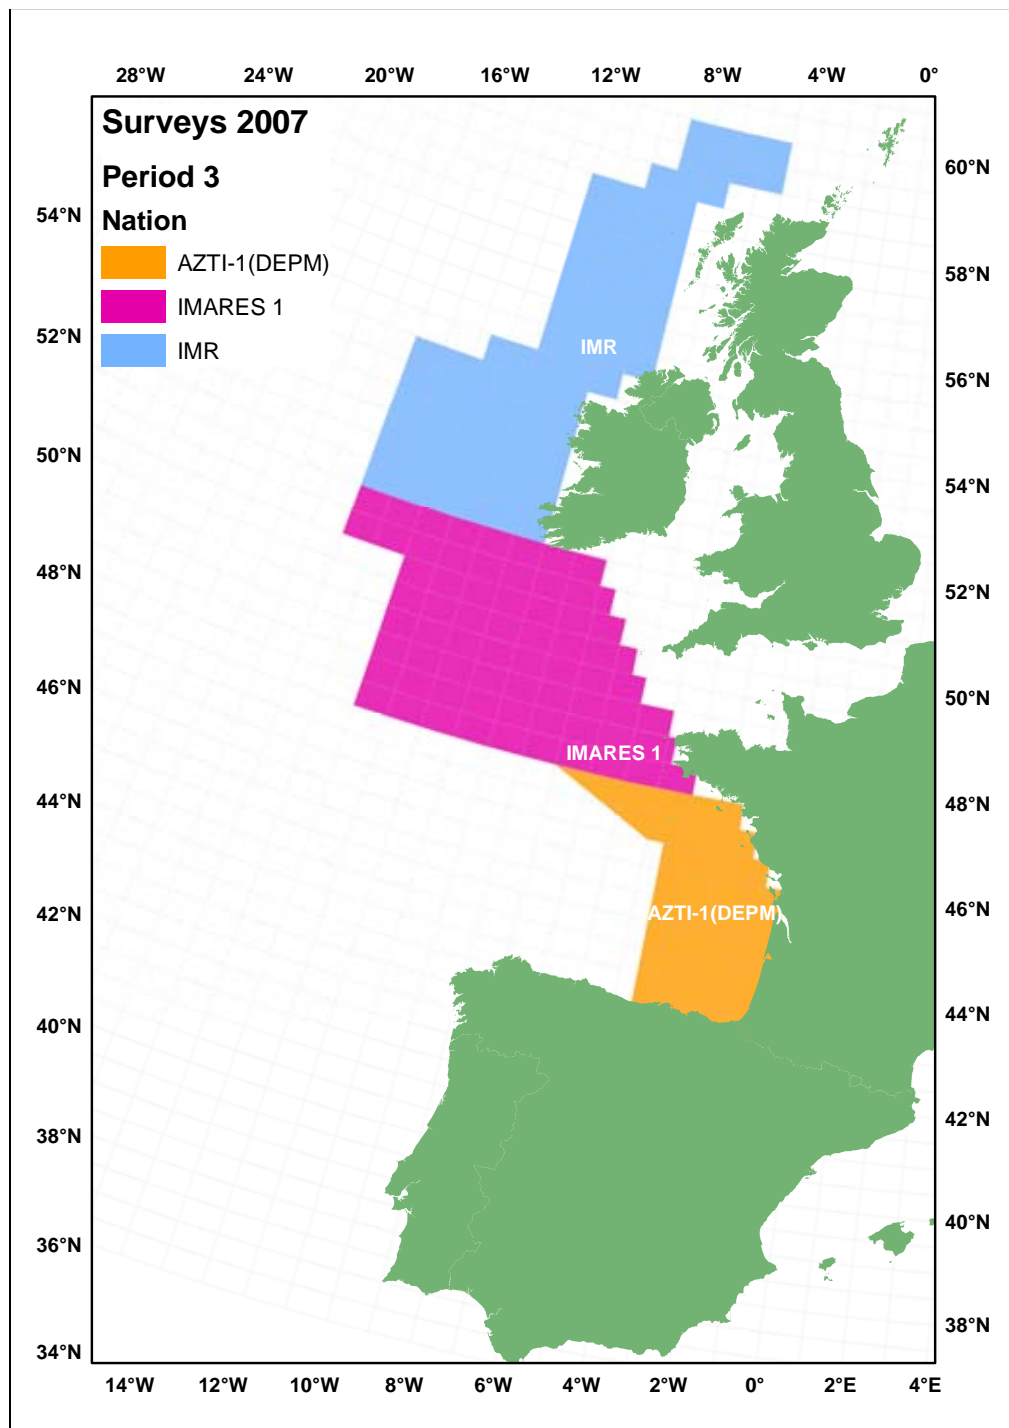 28°W 24°W 20°W 16°W 12°W 8°W 4°W 0°
Surveys 2007
Period 3
Nation
AZTI-1(DEPM)
IMARES 1
IMR
54°N
52°N
50°N
48°N
46°N
44°N
42°N
40°N
38°N
36°N
34°N
IMR
IMARES 1
AZTI-1(DEPM)
60°N
58°N
56°N
54°N
52°N
50°N
48°N
46°N
44°N
42°N
40°N
38°N
14°W 12°W 10°W 8°W 6°W 4°W 2°W 0° 2°E 4°E